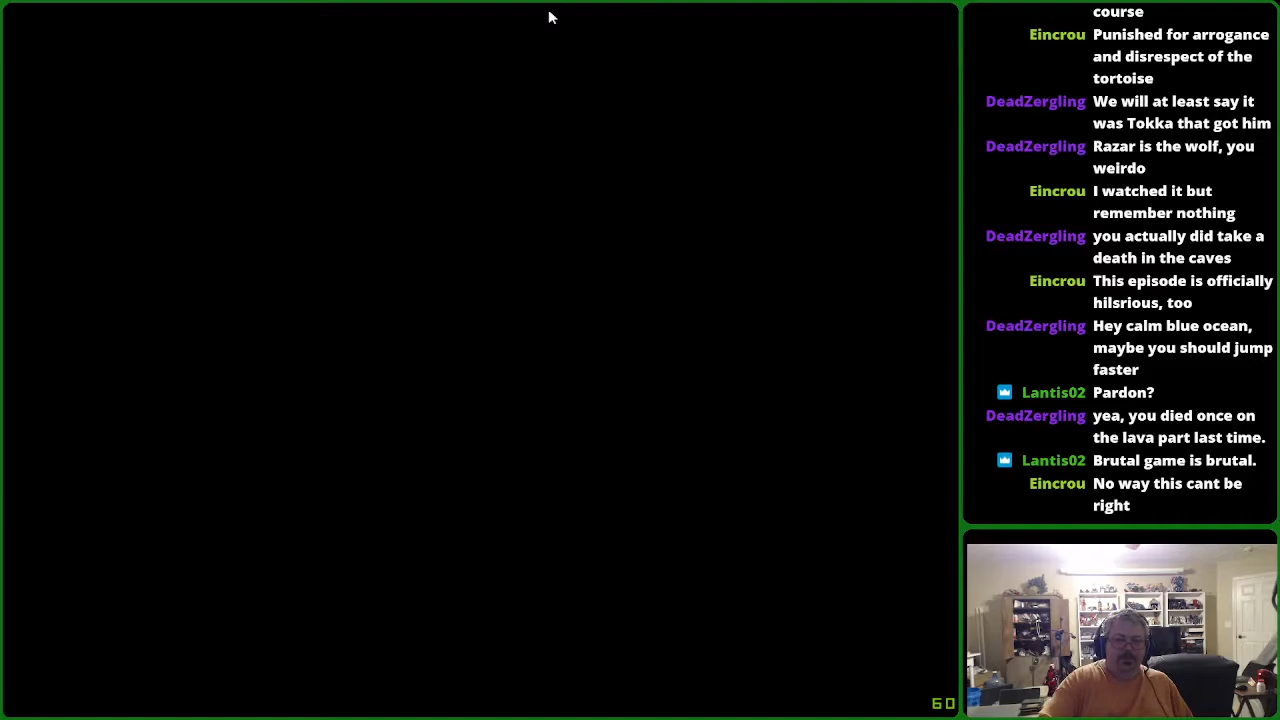 course
Eincrou Punished for arrogance
and disrespect of the
tortoise
DeadZergling We will at least say it
was Tokka that got him
DeadZergling Razar is the wolf, you
weirdo
Eincrou I watched it but
remember nothing
DeadZergling you actually did take a
death in the caves
Eincrou This episode is officially
hilsrious, too
DeadZergling Hey calm blue ocean,
maybe you should jump
faster
Lantis02 Pardon?
DeadZergling yea, you died once on
the lava part last time.
Lantis02 Brutal game is brutal.
Eincrou No way this cant be
right
60